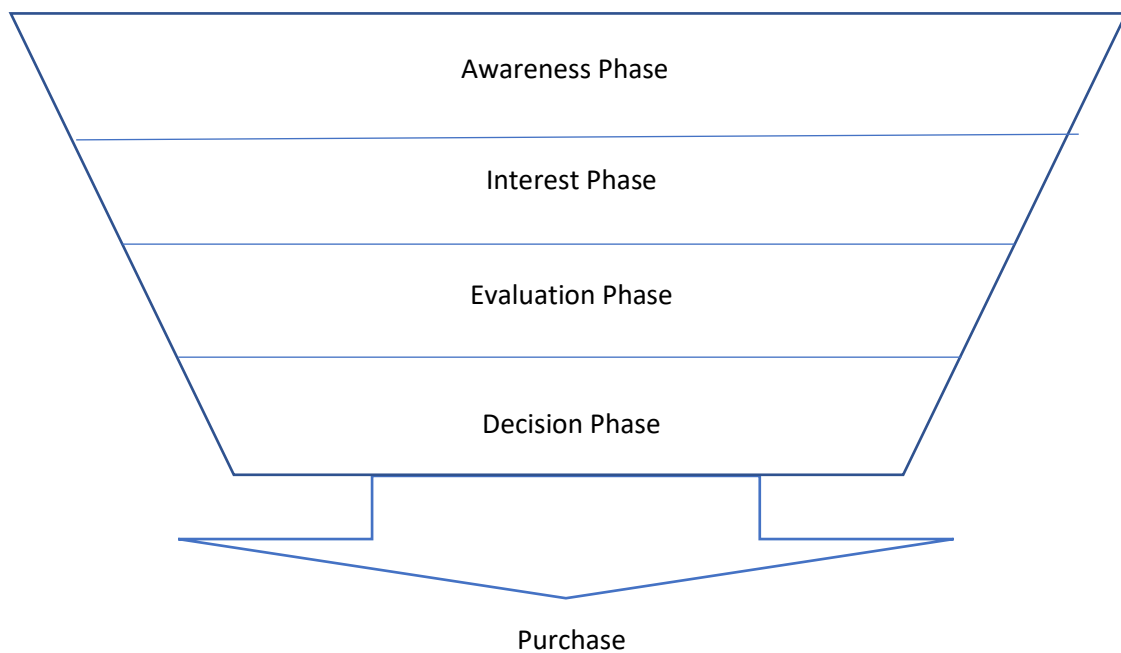 Awareness Phase
Interest Phase
Evaluation Phase
Decision Phase
Purchase